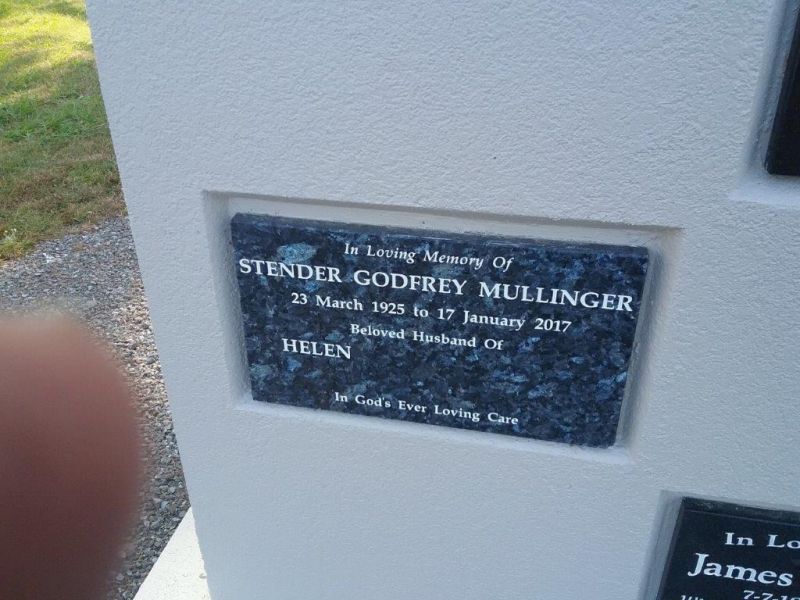 In Loving Memory Of
STENDER GODFREY MULLINGER
23 March 1925 to 17 January 2017
Beloved Husband Of
HELEN
In God's Ever Loving Care
In
James